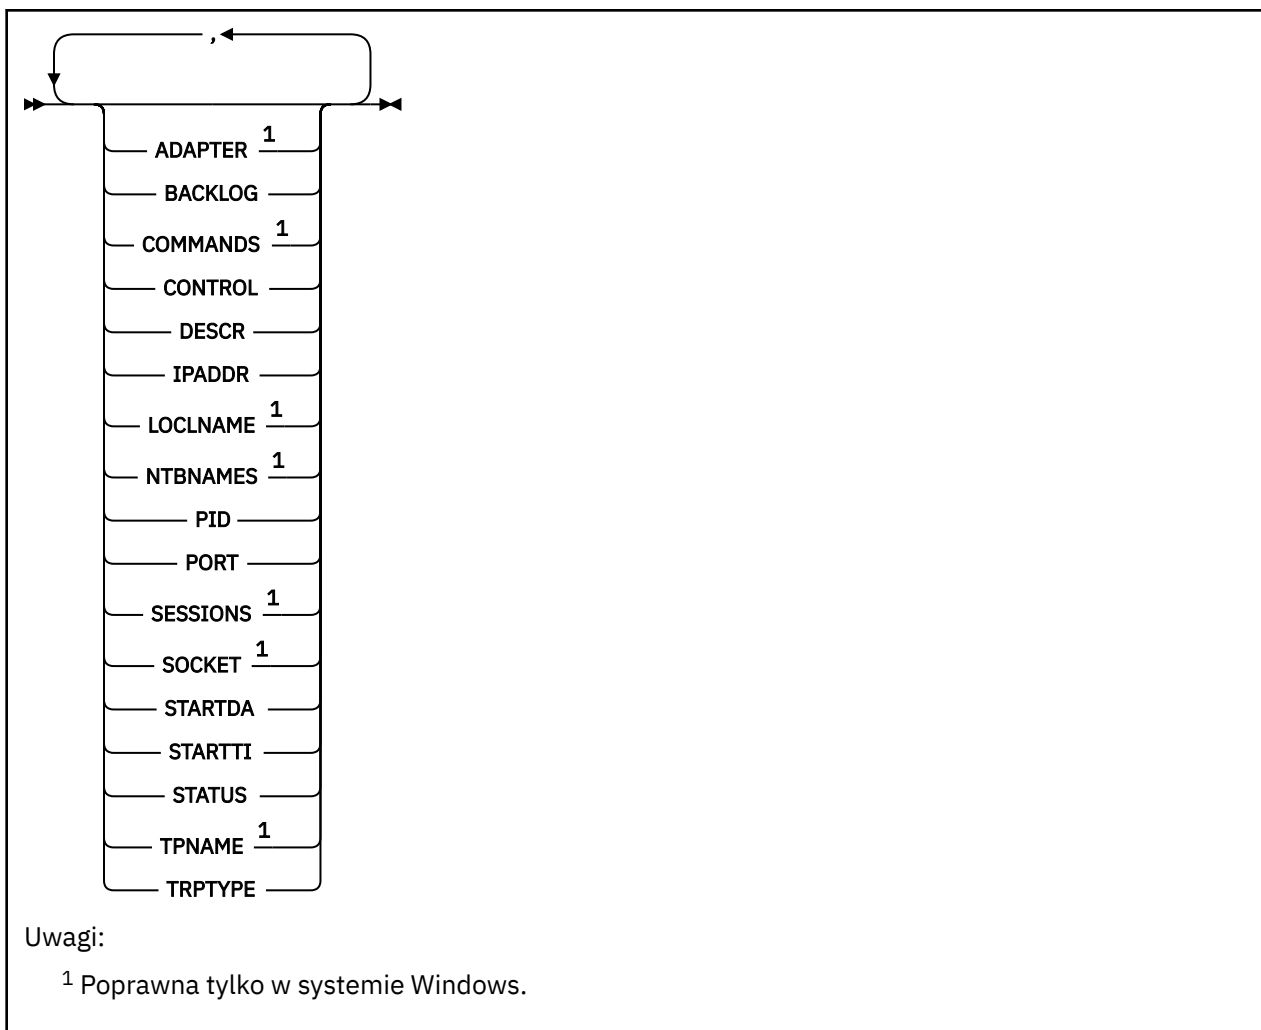 ,
ADAPTER 1
BACKLOG
COMMANDS 1
CONTROL
DESCR
IPADDR
LOCLNAME 1
NTBNAMES 1
PID
PORT
SESSIONS 1
SOCKET 1
STARTDA
STARTTI
STATUS
TPNAME 1
TRPTYPE
Uwagi:
1 Poprawna tylko w systemie Windows.